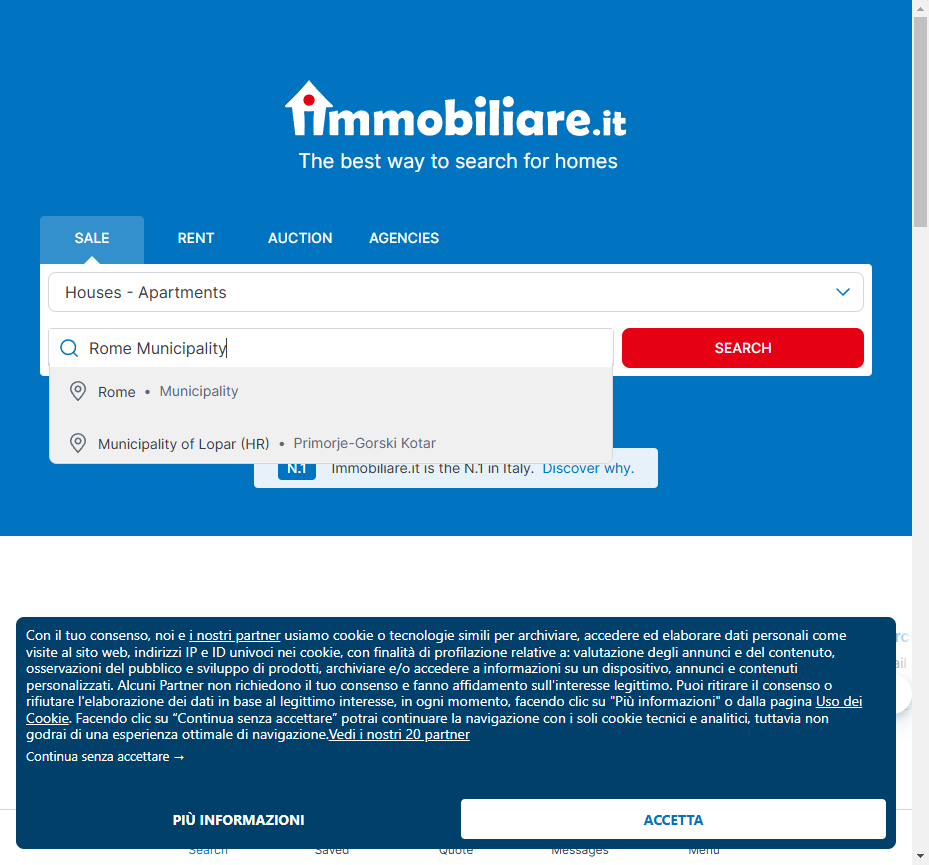 immobiliare.it
The best way to search for homes
SALE RENT AUCTION AGENCIES
Houses - Apartments
Rome Municipality
SEARCH
Rome • Municipality
Municipality of Lopar (HR) • Primorje-Gorski Kotar
N.1 Immobiliare.it is the N.1 in Italy. Discover why.
Con il tuo consenso, noi e i nostri partner usiamo cookie o tecnologie simili per archiviare, accedere ed elaborare dati personali come
visite al sito web, indirizzi IP e ID univoci nei cookie, con finalità di profilazione relative a: valutazione degli annunci e del contenuto,
osservazioni del pubblico e sviluppo di prodotti, archiviare e/o accedere a informazioni su un dispositivo, annunci e contenuti
personalizzati. Alcuni Partner non richiedono il tuo consenso e fanno affidamento sull'interesse legittimo. Puoi ritirare il consenso o
rifiutare l'elaborazione dei dati in base al legittimo interesse, in ogni momento, facendo clic su "Più informazioni" o dalla pagina Uso dei
Cookie. Facendo clic su “Continua senza accettare” potrai continuare la navigazione con i soli cookie tecnici e analitici, tuttavia non
godrai di una esperienza ottimale di navigazione.Vedi i nostri 20 partner
Continua senza accettare →
PIÙ INFORMAZIONI
ACCETTA
Search Saved Quote Messages Menu